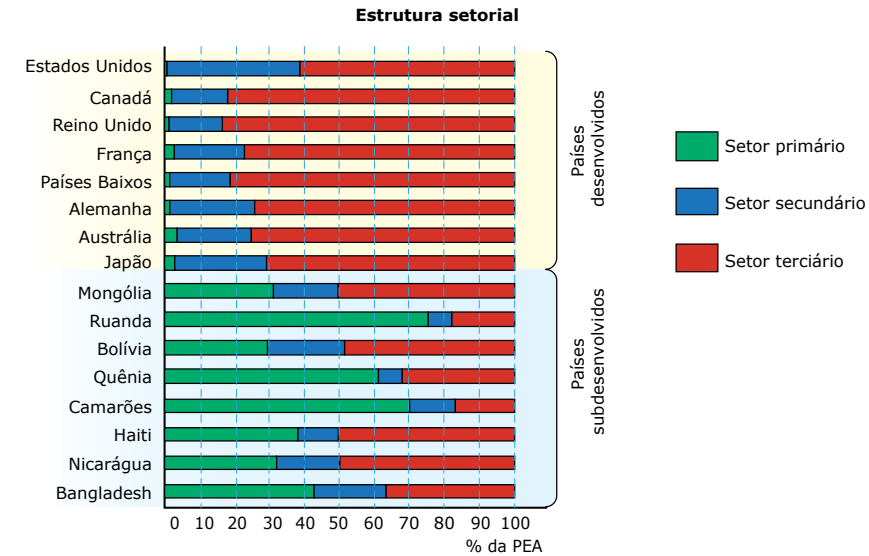 Estrutura setorial
Estados Unidos
Canadá
Reino Unido
França
Países Baixos
Alemanha
Austrália
Japão
Mongólia
Ruanda
Bolívia
Quênia
Camarões
Haiti
Nicarágua
Bangladesh
0 10 20 30 40 50 60 70 80 90 100
% da PEA
Países
desenvolvidos
Países
subdesenvolvidos
Setor primário
Setor secundário
Setor terciário